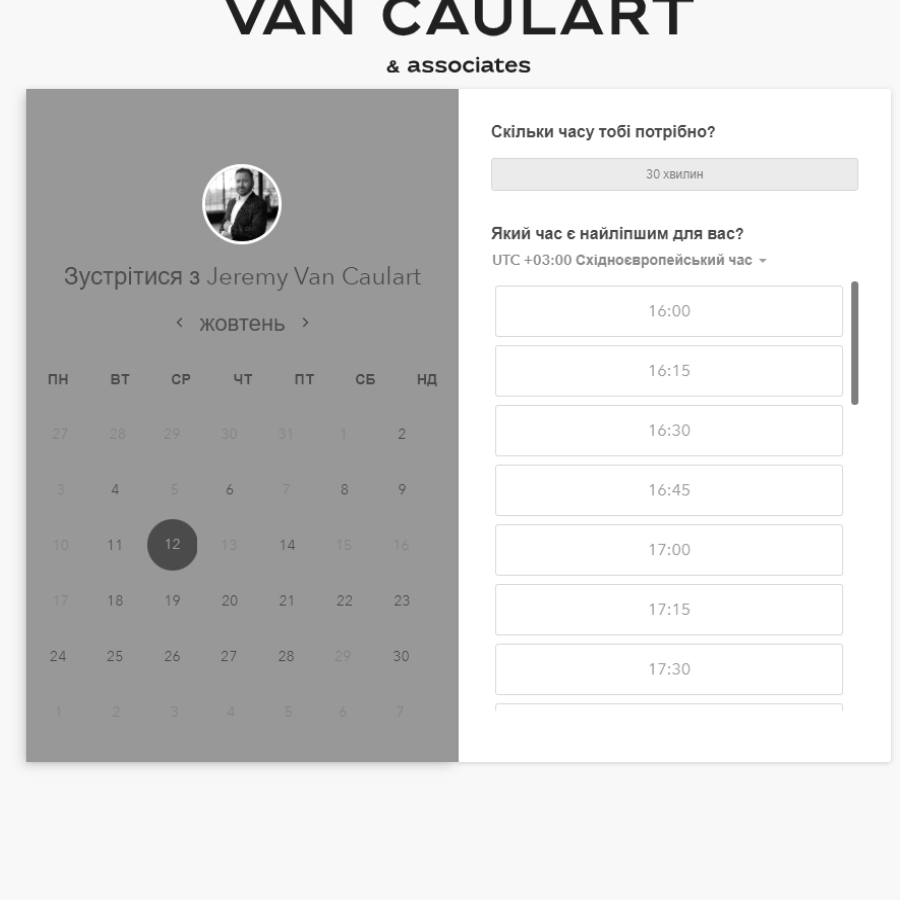 VAN CAULART
& associates
Зустрітися з Jeremy Van Caulart
жовтень
ПН ВТ СР ЧТ ПТ СБ НД
27 28 29 30 31 1 2
3 4 5 6 7 8 9
10 11 12 13 14 15 16
17 18 19 20 21 22 23
24 25 26 27 28 29 30
1 2 3 4 5 6 7
Скільки часу тобі потрібно?
30 хвилин
Який час є найліпшим для вас?
UTC +03:00 Східноєвропейський час
16:00
16:15
16:30
16:45
17:00
17:15
17:30